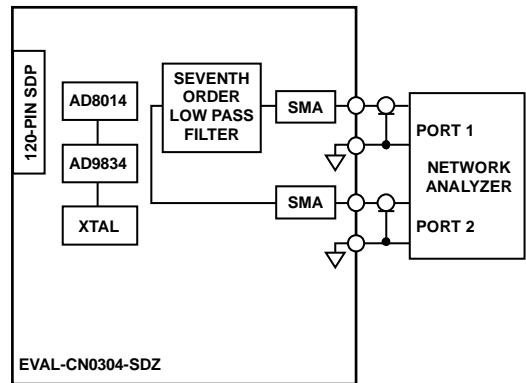 120-PIN SDP
AD8014
AD9834
XTAL
SEVENTH
ORDER
LOW PASS
FILTER
SMA
SMA
PORT 1
NETWORK
ANALYZER
PORT 2
EVAL-CN0304-SDZ